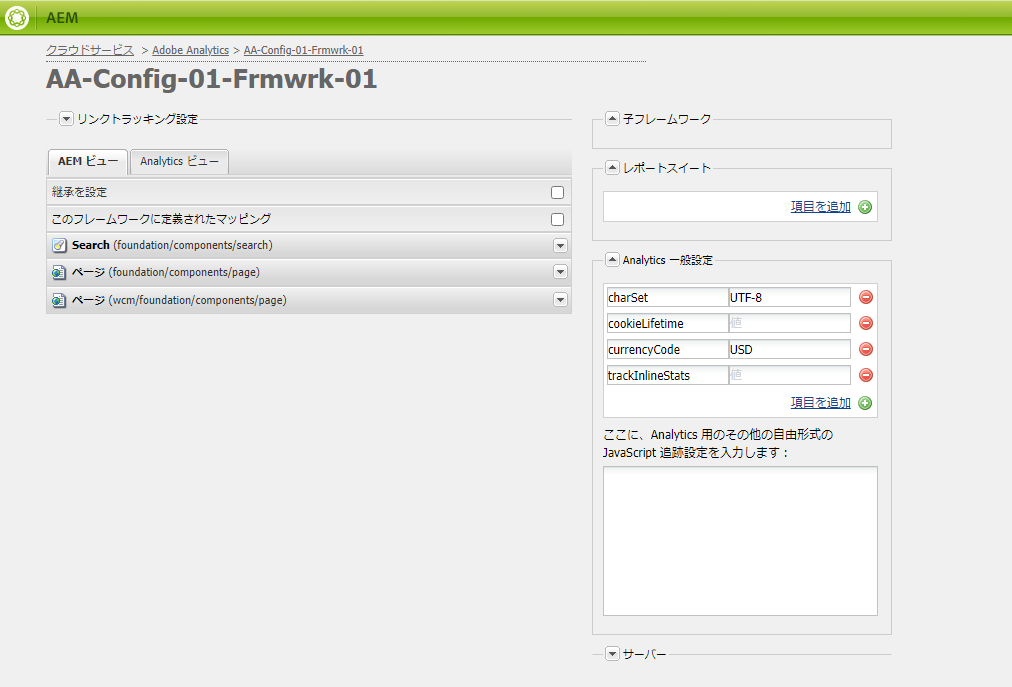 AEM
クラウドサービス > Adobe Analytics > AA-Config-01-Frmwrk-01
AA-Config-01-Frmwrk-01
リンクトラッキング設定
AEM ビュー
Analytics ビュー
継承を設定
このフレームワークに定義されたマッピング
Search (foundation/components/search)
ページ (foundation/components/page)
ページ (wcm/foundation/components/page)
子フレームワーク
レポートスイート
項目を追加
Analytics 一般設定
charSet UTF-8
cookieLifetime 値
currencyCode USD
trackInlineStats 値
項目を追加
ここに、Analytics 用のその他の自由形式の
JavaScript 追跡設定を入力します：
サーバー